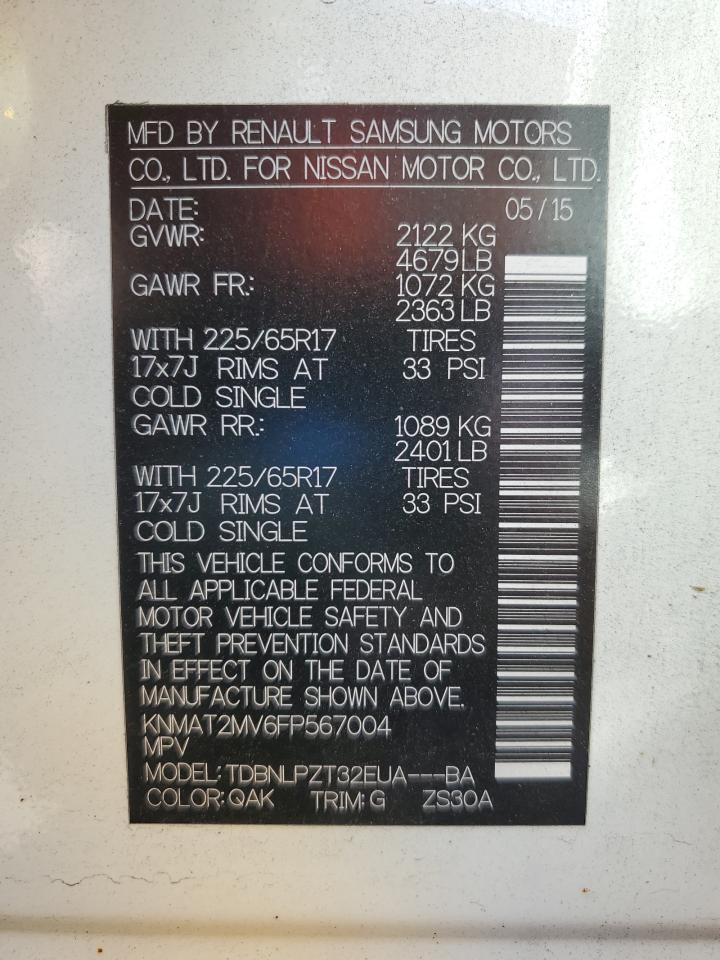 MFD BY RENAULT SAMSUNG MOTORS
CO., LTD. FOR NISSAN MOTOR CO., LTD.
DATE: 05/15
GVWR: 2122 KG
4679 LB
GAWR FR.: 1072 KG
2363 LB
WITH 225/65R17 TIRES
17x7J RIMS AT 33 PSI
COLD SINGLE
GAWR RR.: 1089 KG
2401 LB
WITH 225/65R17 TIRES
17x7J RIMS AT 33 PSI
COLD SINGLE
THIS VEHICLE CONFORMS TO
ALL APPLICABLE FEDERAL
MOTOR VEHICLE SAFETY AND
THEFT PREVENTION STANDARDS
IN EFFECT ON THE DATE OF
MANUFACTURE SHOWN ABOVE.
KNMAT2MV6FP567004
MPV
MODEL: TDBNLPZT32EUA---BA
COLOR: QAK TRIM: G ZS30A